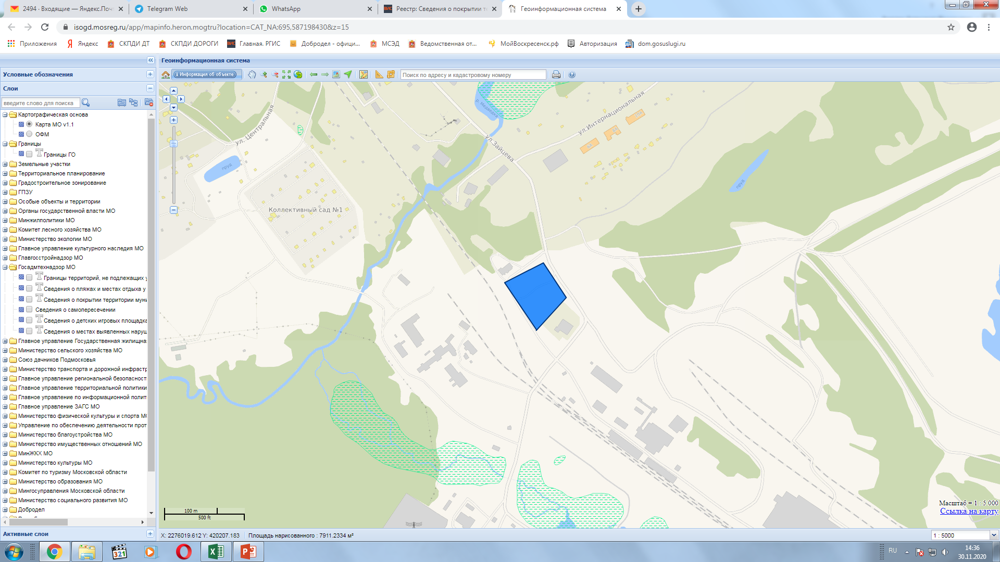 2494 · Входящие — Яндекс.Поч
Telegram Web
WhatsApp
Реестр: Сведения о покрытии т
Геоинформационная система
isogd.mosreg.ru/app/mapinfo.heron.mogtru?location=CAT_NA:695,587198430&z=15
Приложения
Яндекс
СКПДИ ДТ
СКПДИ ДОРОГИ
Главная. РГИС
Добродел - офици...
МСЭД
Ведомственная от...
МойВоскресенск.рф
Авторизация
dom.gosuslugi.ru
Геоинформационная система
Условные обозначения
Информация об объекте
Поиск по адресу и кадастровому номеру
Слои
введите слово для поиска
Картографическая основа
Карта МО v1.1
ОФМ
Границы
Границы ГО
Земельные участки
Территориальное планирование
Градостроительное зонирование
ГПЗУ
Особые объекты и территории
Органы государственной власти МО
Минжилполитики МО
Комитет лесного хозяйства МО
Министерство экологии МО
Главное управление культурного наследия МО
Главгосстройнадзор МО
Госадмтехнадзор МО
Границы территорий, не подлежащих у
Сведения о пляжах и местах отдыха у
Сведения о покрытии территории муни
Сведения о самопересечении
Сведения о детских игровых площадка
Сведения о местах выявленных наруш
Главное управление Государственная жилищна
Министерство сельского хозяйства МО
Союз дачников Подмосковья
Министерство транспорта и дорожной инфрастр
Главное управление региональной безопасност
Главное управление территориальной политики
Главное управление по информационной полит
Главное управление ЗАГС МО
Министерство физической культуры и спорта МО
Управление по обеспечению деятельности прот
Министерство благоустройства МО
Министерство имущественных отношений МО
МинЖКХ МО
Министерство культуры МО
Комитет по туризму Московской области
Министерство образования МО
Мингосуправления Московской области
Министерство социального развития МО
Добродел
Активные слои
ул. Центральная
пруд
Коллективный сад №1
р. Медведка
ул.Зайцева
ул.Интернациональная
10А
8А
6А
пруд
100 m
500 ft
Масштаб = 1 : 5 000
Ссылка на карту
X: 2276019.612 Y: 420207.183
Площадь нарисованного : 7911.2334 м²
1 : 5000
321
RU
14:36
30.11.2020